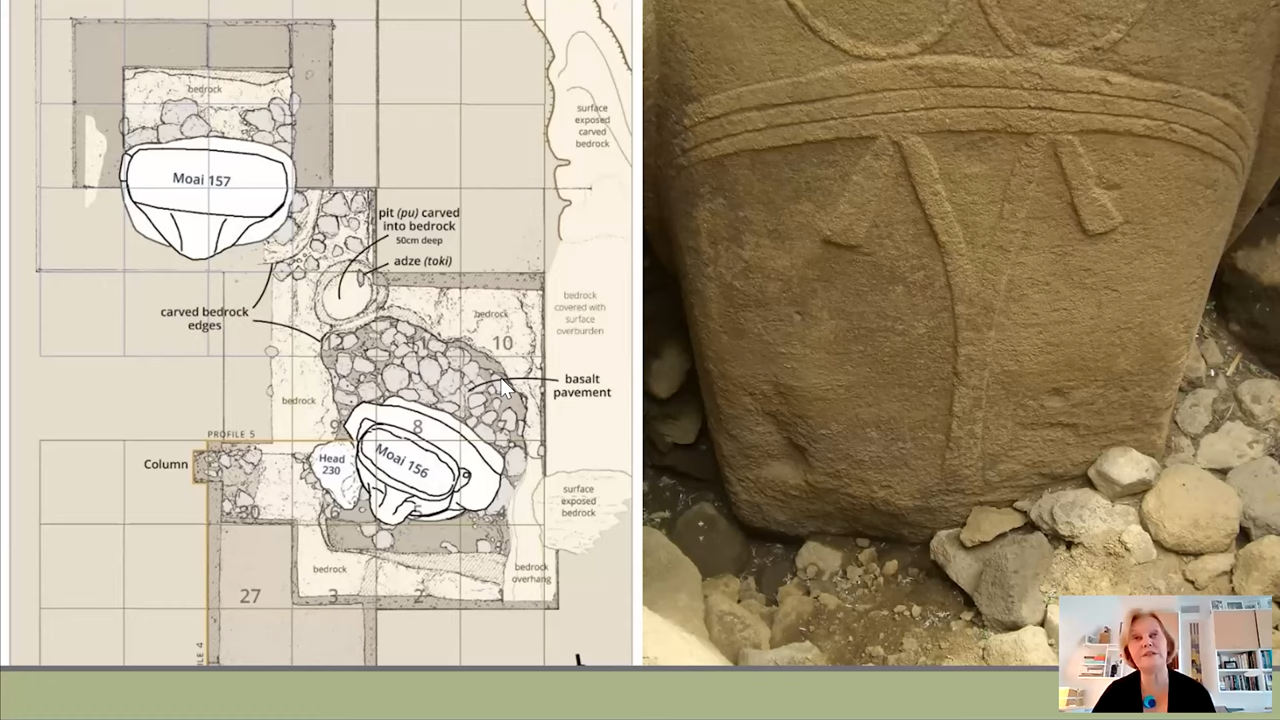 bedrock
surface
exposed
carved
bedrock
Moai 157
pit (pu) carved
into bedrock
50cm deep
adze (toki)
carved bedrock
edges
bedrock
covered with
surface
overburden
bedrock
10
basalt
pavement
bedrock
9
8
PROFILE 5
Column
Head
230
Moai 156
surface
exposed
bedrock
30
6
bedrock
bedrock
overhang
27
3
2